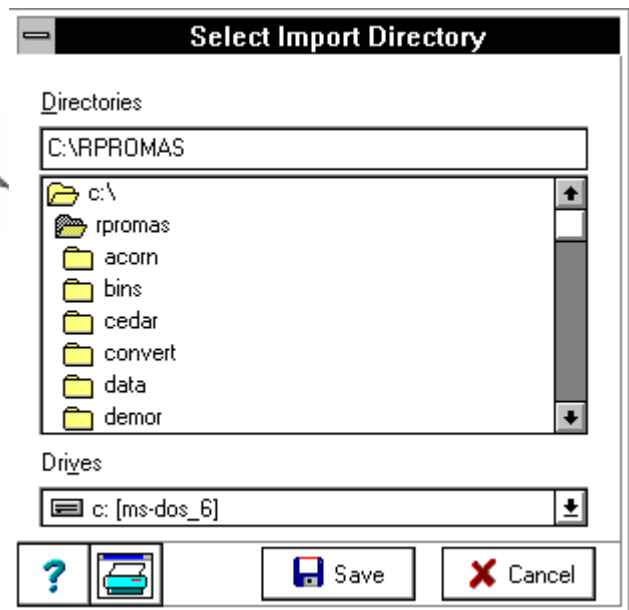 Select Import Directory
Directories
C:\RPROMAS
c:\
rpromas
acorn
bins
cedar
convert
data
demor
Drives
c: [ms-dos_6]
? Save Cancel